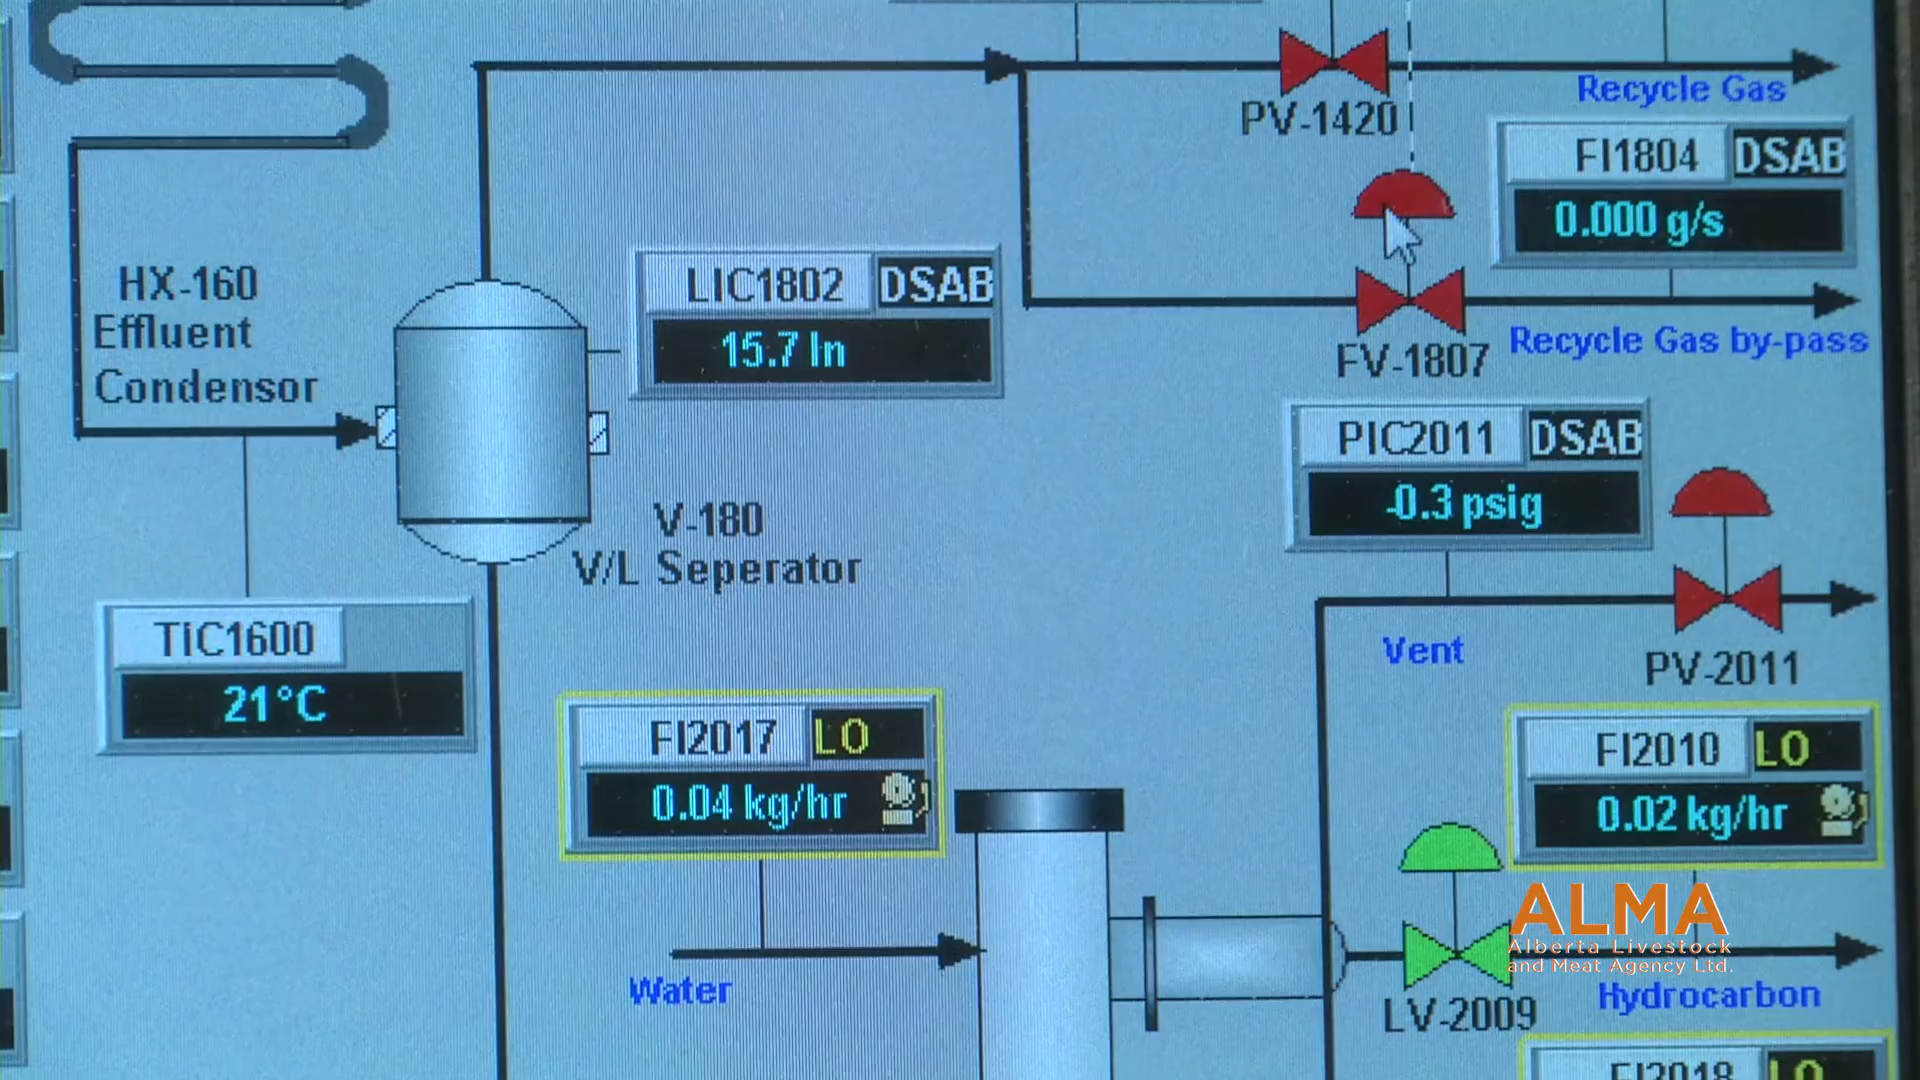 Recycle Gas
PV-1420
FI1804 DSAB
0.000 g/s
HX-160
Effluent
Condensor
LIC1802 DSAB
15.7 In
FV-1807
Recycle Gas by-pass
PIC2011 DSAB
-0.3 psig
V-180
V/L Seperator
TIC1600
21°C
Vent
PV-2011
FI2017 LO
0.04 kg/hr
FI2010 LO
0.02 kg/hr
Water
ALMA
Alberta Livestock
and Meat Agency Ltd.
Hydrocarbon
LV-2009
FI2018 LO